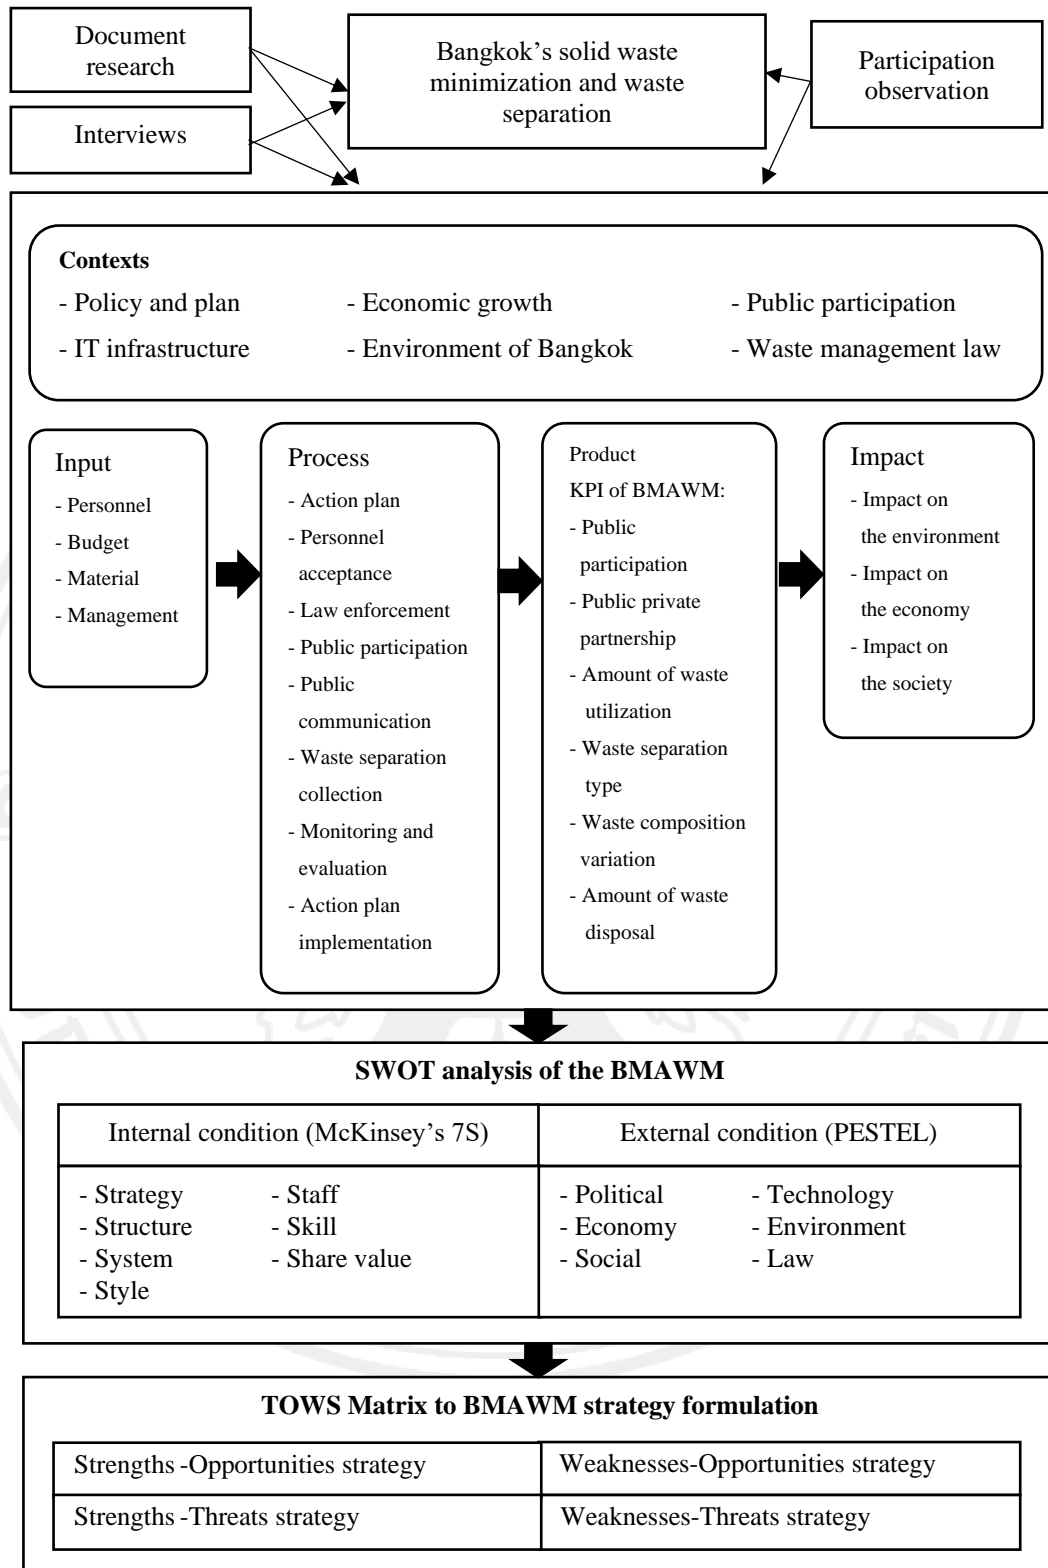 Document
research
Interviews
Bangkok’s solid waste
minimization and waste
separation
Participation
observation
Contexts
- Policy and plan
- Economic growth
- Public participation
- IT infrastructure
- Environment of Bangkok
- Waste management law
Input
- Personnel
- Budget
- Material
- Management
Process
- Action plan
- Personnel
acceptance
- Law enforcement
- Public participation
- Public
communication
- Waste separation
collection
- Monitoring and
evaluation
- Action plan
implementation
Product
KPI of BMAWM:
- Public
participation
- Public private
partnership
- Amount of waste
utilization
- Waste separation
type
- Waste composition
variation
- Amount of waste
disposal
Impact
- Impact on
the environment
- Impact on
the economy
- Impact on
the society
SWOT analysis of the BMAWM
Internal condition (McKinsey’s 7S)
- Strategy
- Structure
- System
- Style
- Staff
- Skill
- Share value
External condition (PESTEL)
- Political
- Economy
- Social
- Technology
- Environment
- Law
TOWS Matrix to BMAWM strategy formulation
Strengths -Opportunities strategy
Weaknesses-Opportunities strategy
Strengths -Threats strategy
Weaknesses-Threats strategy